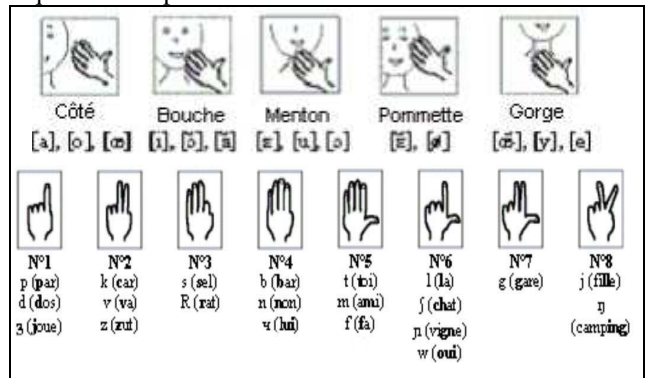 Côté Bouche Menton Pommette Gorge
[a], [o], [œ] [i], [ɔ̃], [ã] [ɛ], [u], [ɔ] [ɛ̃], [ø] [œ̃], [y], [e]
N°1 N°2 N°3 N°4 N°5 N°6 N°7 N°8
p (par) k (car) s (sel) b (bar) t (toi) l (la) g (gare) j (fille)
d (dos) v (va) R (rat) n (non) m (ami) ʃ (chat) ŋ
ʒ (joue) z (zut) ɥ (lui) f (fa) ɲ (vigne) (camping)
w (oui)